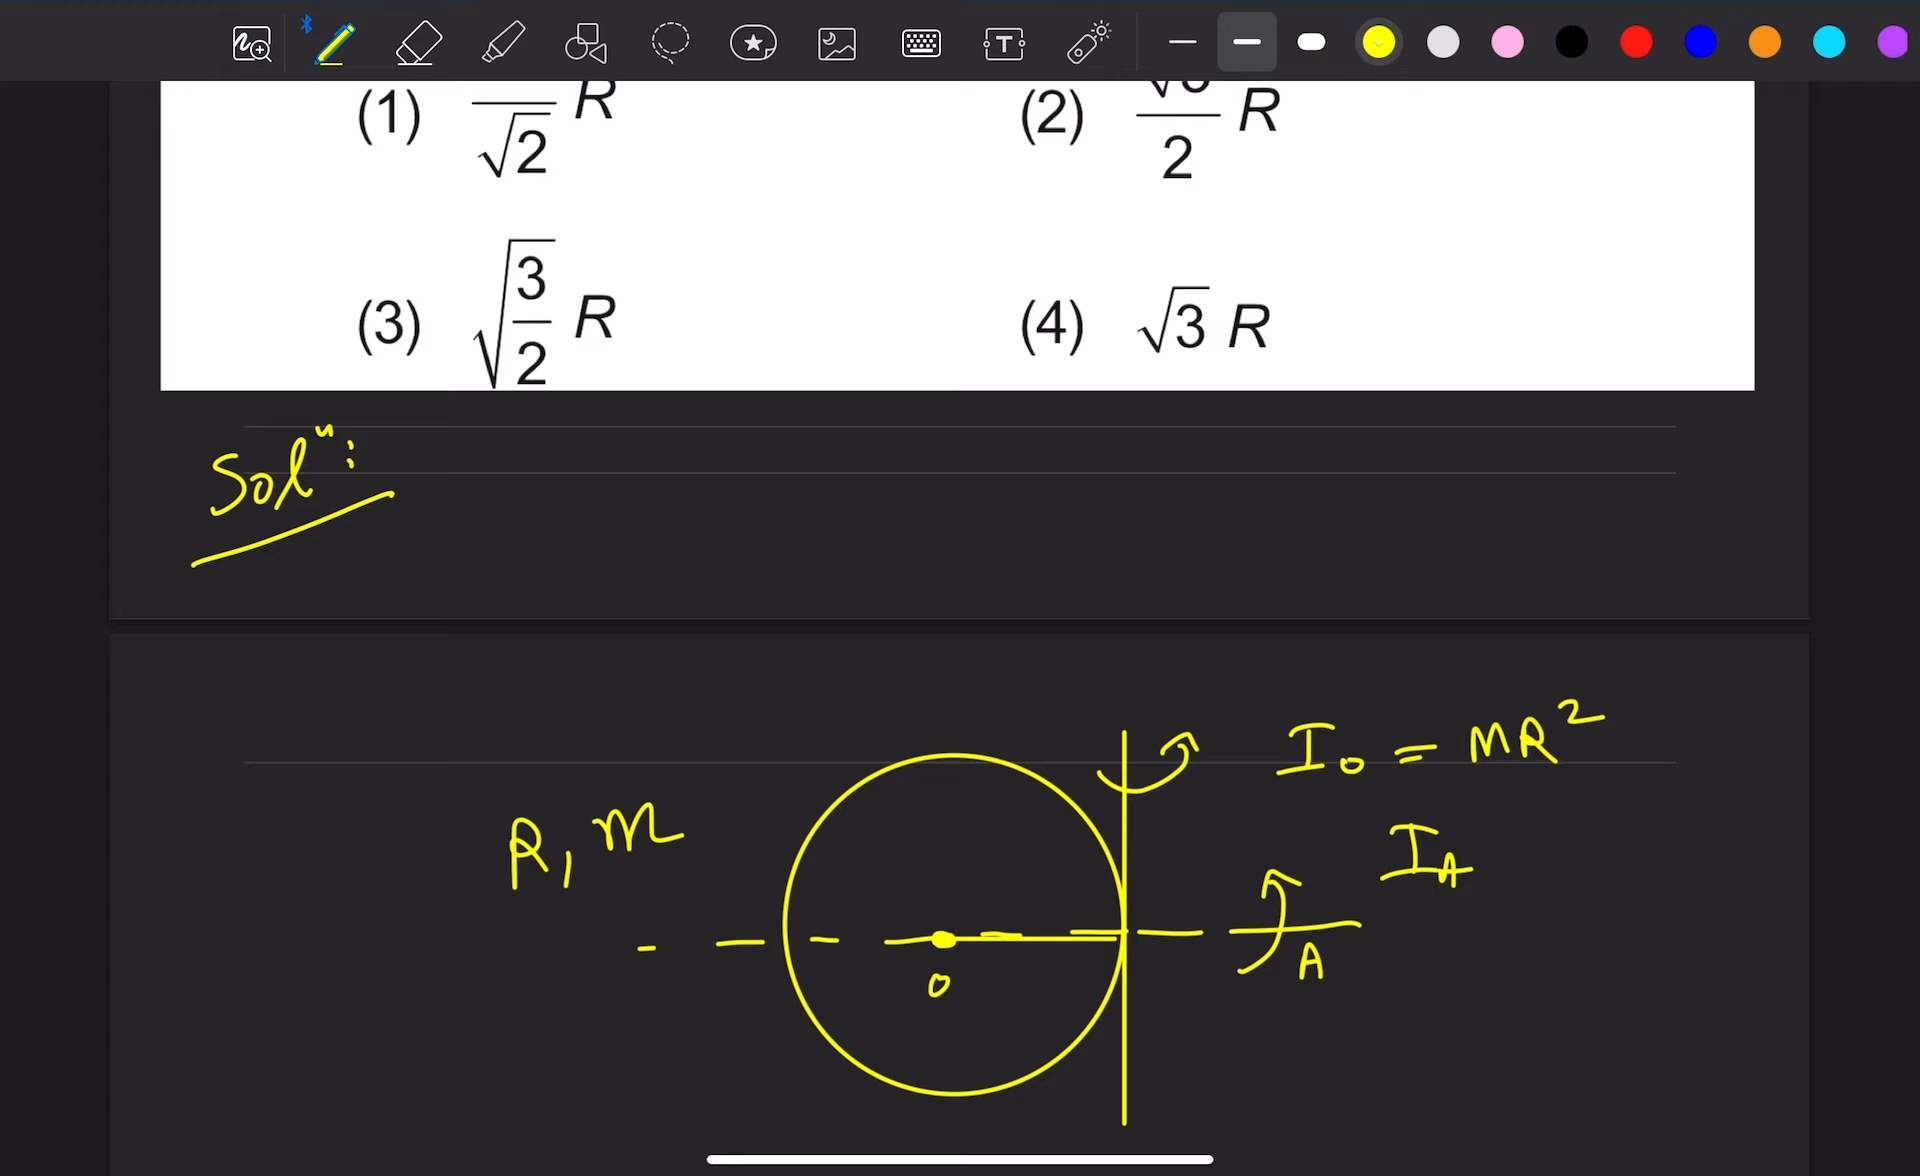 (1) /√2 R (2) /2 R
(3) √3/2 R (4) √3 R
Solⁿ:
I₀ = MR²
R, m
I_A
A
O
T